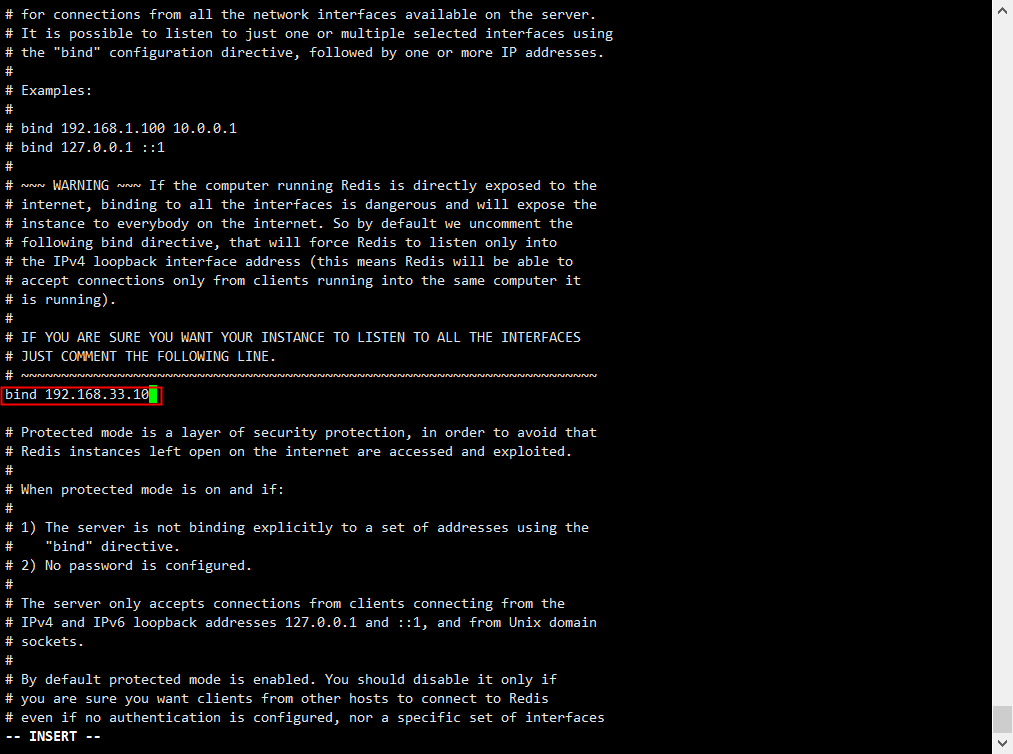 # for connections from all the network interfaces available on the server.
# It is possible to listen to just one or multiple selected interfaces using
# the "bind" configuration directive, followed by one or more IP addresses.
#
# Examples:
#
# bind 192.168.1.100 10.0.0.1
# bind 127.0.0.1 ::1
#
# ~~~ WARNING ~~~ If the computer running Redis is directly exposed to the
# internet, binding to all the interfaces is dangerous and will expose the
# instance to everybody on the internet. So by default we uncomment the
# following bind directive, that will force Redis to listen only into
# the IPv4 loopback interface address (this means Redis will be able to
# accept connections only from clients running into the same computer it
# is running).
#
# IF YOU ARE SURE YOU WANT YOUR INSTANCE TO LISTEN TO ALL THE INTERFACES
# JUST COMMENT THE FOLLOWING LINE.
# ~~~~~~~~~~~~~~~~~~~~~~~~~~~~~~~~~~~~~~~~~~~~~~~~~~~~~~~~~~~~~~~~~~~~~~~~
bind 192.168.33.10
# Protected mode is a layer of security protection, in order to avoid that
# Redis instances left open on the internet are accessed and exploited.
#
# When protected mode is on and if:
#
# 1) The server is not binding explicitly to a set of addresses using the
#    "bind" directive.
# 2) No password is configured.
#
# The server only accepts connections from clients connecting from the
# IPv4 and IPv6 loopback addresses 127.0.0.1 and ::1, and from Unix domain
# sockets.
#
# By default protected mode is enabled. You should disable it only if
# you are sure you want clients from other hosts to connect to Redis
# even if no authentication is configured, nor a specific set of interfaces
-- INSERT --